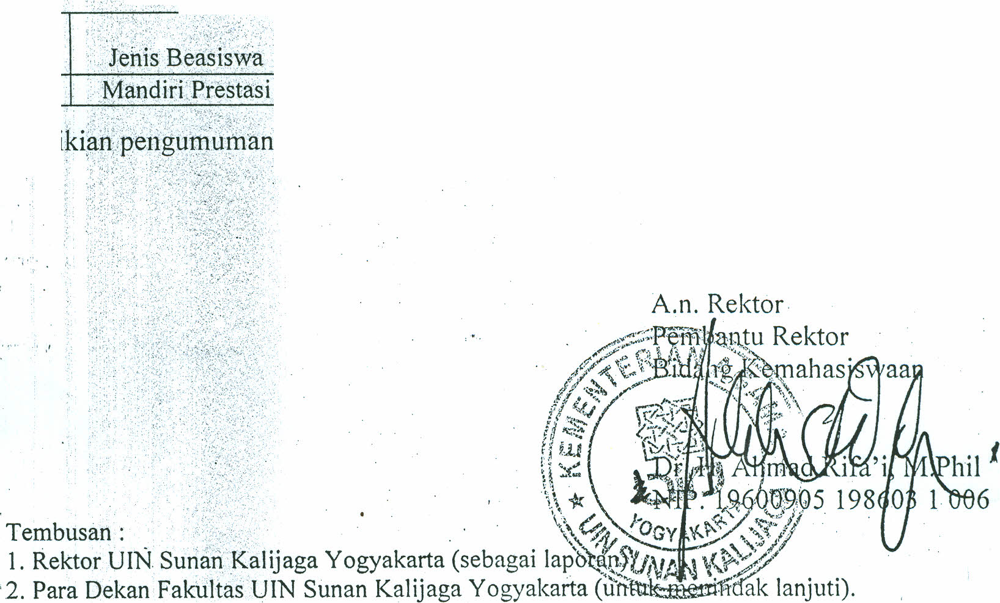 Jenis Beasiswa
Mandiri Prestasi
ikian pengumuman
A.n. Rektor
Pembantu Rektor
Bidang Kemahasiswaan
KEMENTERIAN AGAMA
UIN SUNAN KALIJAGA
YOGYAKARTA
Dr. H. Ahmad Rifa'i, M.Phil
NIP. 19600905 198603 1 006
Tembusan :
1. Rektor UIN Sunan Kalijaga Yogyakarta (sebagai laporan)
2. Para Dekan Fakultas UIN Sunan Kalijaga Yogyakarta (untuk menindak lanjuti).